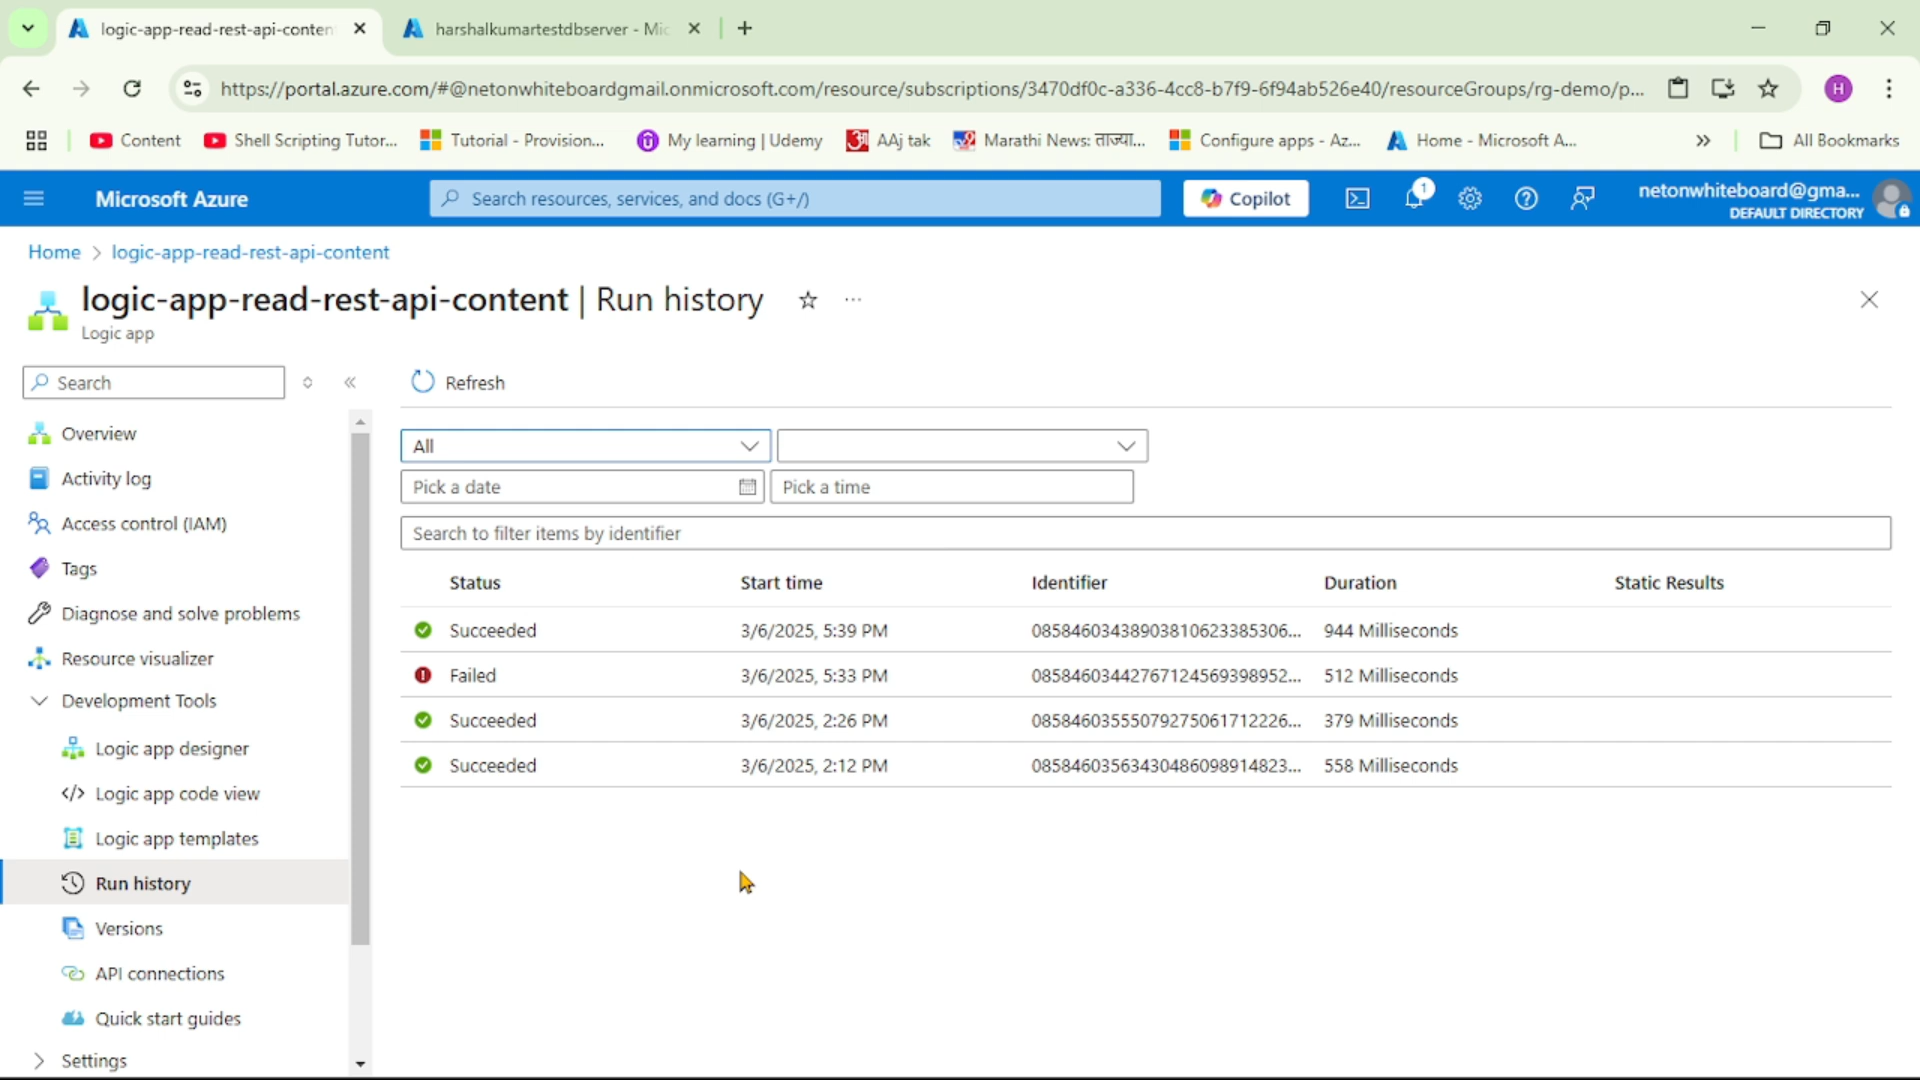 logic-app-read-rest-api-conten
harshalkumartestdbserver - Mic
https://portal.azure.com/#@netonwhiteboardgmail.onmicrosoft.com/resource/subscriptions/3470df0c-a336-4cc8-b7f9-6f94ab526e40/resourceGroups/rg-demo/p...
H
Content
Shell Scripting Tutor...
Tutorial - Provision...
My learning | Udemy
AAj tak
Marathi News: ताज्या...
Configure apps - Az...
Home - Microsoft A...
All Bookmarks
Microsoft Azure
Search resources, services, and docs (G+/)
Copilot
1
netonwhiteboard@gma...
DEFAULT DIRECTORY
Home > logic-app-read-rest-api-content
logic-app-read-rest-api-content | Run history
Logic app
Search
Refresh
Overview
Activity log
Access control (IAM)
Tags
Diagnose and solve problems
Resource visualizer
Development Tools
Logic app designer
Logic app code view
Logic app templates
Run history
Versions
API connections
Quick start guides
Settings
All
Pick a date
Pick a time
Search to filter items by identifier
Status Start time Identifier Duration Static Results
Succeeded 3/6/2025, 5:39 PM 08584603438903810623385306... 944 Milliseconds
Failed 3/6/2025, 5:33 PM 08584603442767124569398952... 512 Milliseconds
Succeeded 3/6/2025, 2:26 PM 08584603555079275061712226... 379 Milliseconds
Succeeded 3/6/2025, 2:12 PM 08584603563430486098914823... 558 Milliseconds